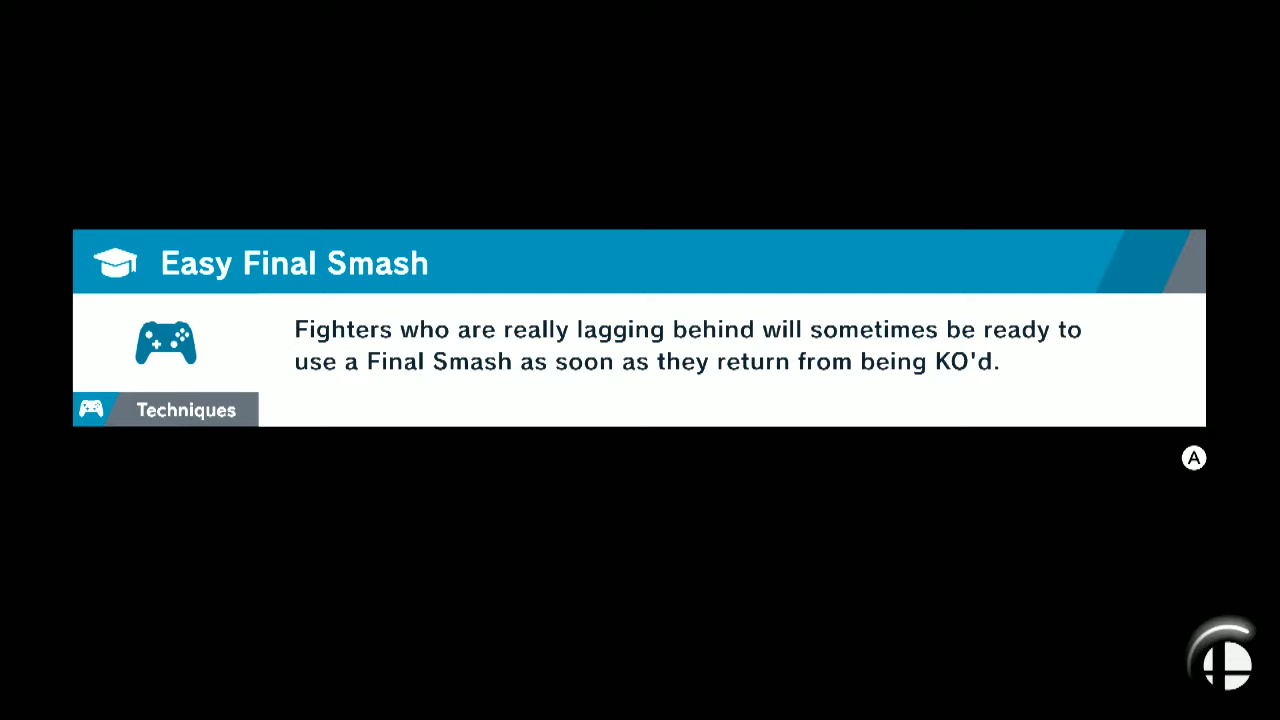 Easy Final Smash
Fighters who are really lagging behind will sometimes be ready to
use a Final Smash as soon as they return from being KO'd.
Techniques
A